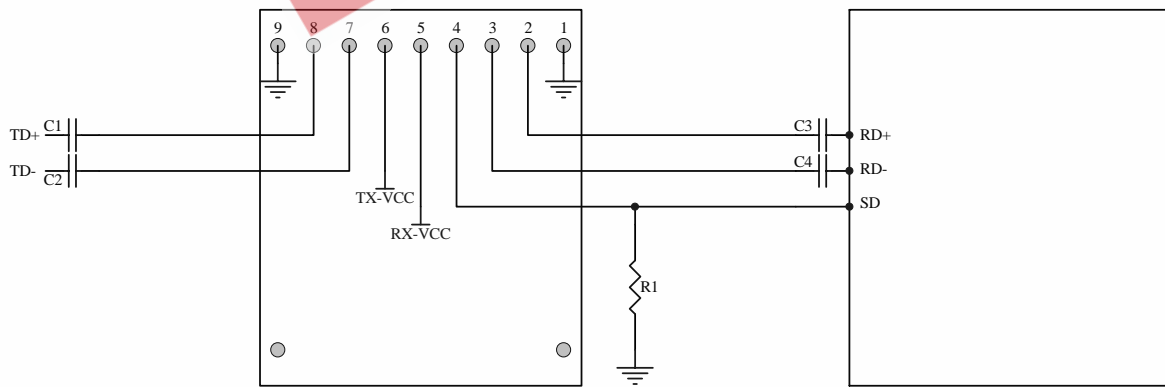 9 8 7 6 5 4 3 2 1
TD+ C1 C3 RD+
TD- C2 C4 RD-
TX-VCC SD
RX-VCC
R1